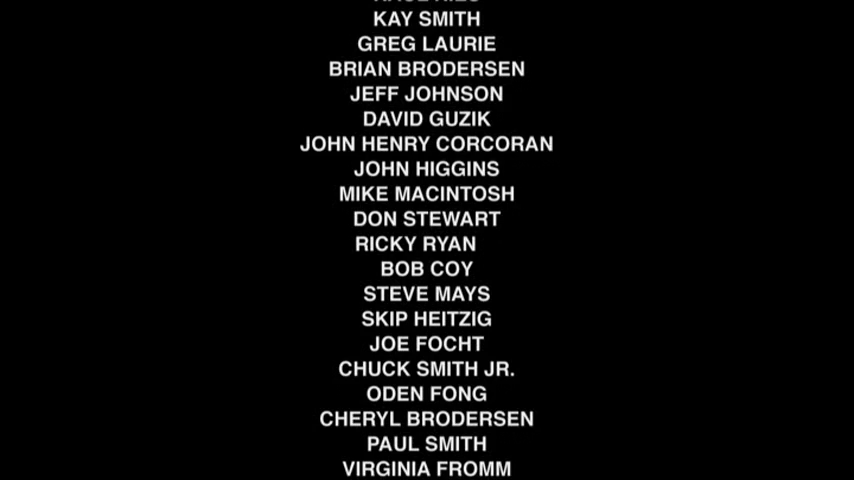 KAY SMITH
GREG LAURIE
BRIAN BRODERSEN
JEFF JOHNSON
DAVID GUZIK
JOHN HENRY CORCORAN
JOHN HIGGINS
MIKE MACINTOSH
DON STEWART
RICKY RYAN
BOB COY
STEVE MAYS
SKIP HEITZIG
JOE FOCHT
CHUCK SMITH JR.
ODEN FONG
CHERYL BRODERSEN
PAUL SMITH
VIRGINIA FROMM